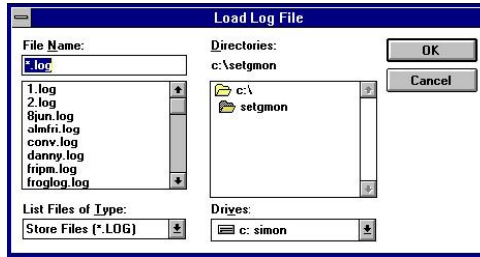 Load Log File
File Name:
*.log
1.log
2.log
8jun.log
almfri.log
conv.log
danny.log
fripm.log
froglog.log
List Files of Type:
Store Files (*.LOG)
Directories:
c:\setgmon
c:\
setgmon
Drives:
c: simon
OK
Cancel